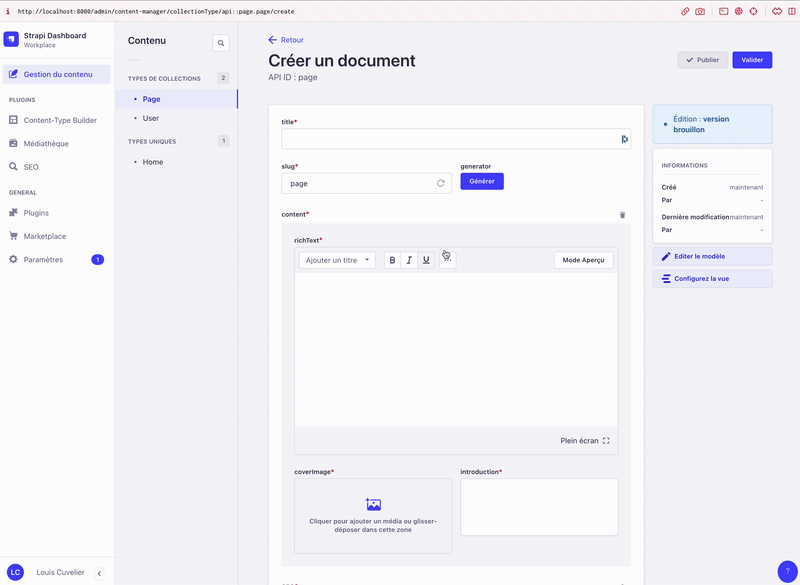 http://localhost:8080/admin/content-manager/collectionType/api::page.page/create
Strapi Dashboard
Workplace
Gestion du contenu
PLUGINS
Content-Type Builder
Médiathèque
SEO
GENERAL
Plugins
Marketplace
Paramètres
1
LC
Louis Cuvelier
Contenu
TYPES DE COLLECTIONS
2
Page
User
TYPES UNIQUES
1
Home
Retour
Créer un document
API ID : page
Publier
Valider
title*
slug*
generator
page
Générer
content*
richText*
Ajouter un titre
B
I
U
Mode Aperçu
Plein écran
coverImage*
introduction*
Cliquer pour ajouter un média ou glisser-
déposer dans cette zone
Édition : version
brouillon
INFORMATIONS
Créé
maintenant
Par
-
Dernière modification
maintenant
Par
-
Editer le modèle
Configurez la vue
?